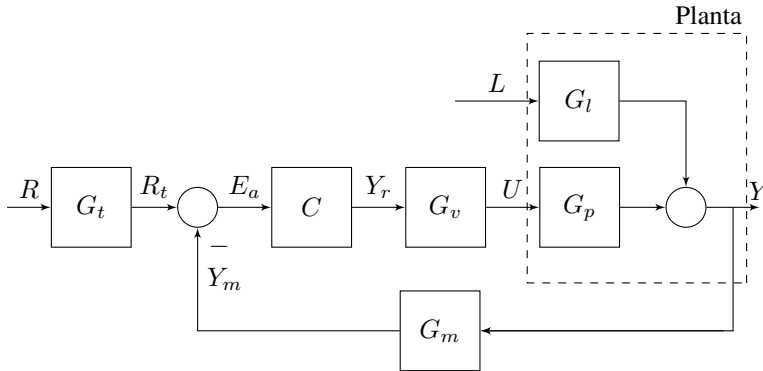 Planta
L
G_l
R
G_t
R_t
E_a
C
Y_r
G_v
U
G_p
Y
−
Y_m
G_m